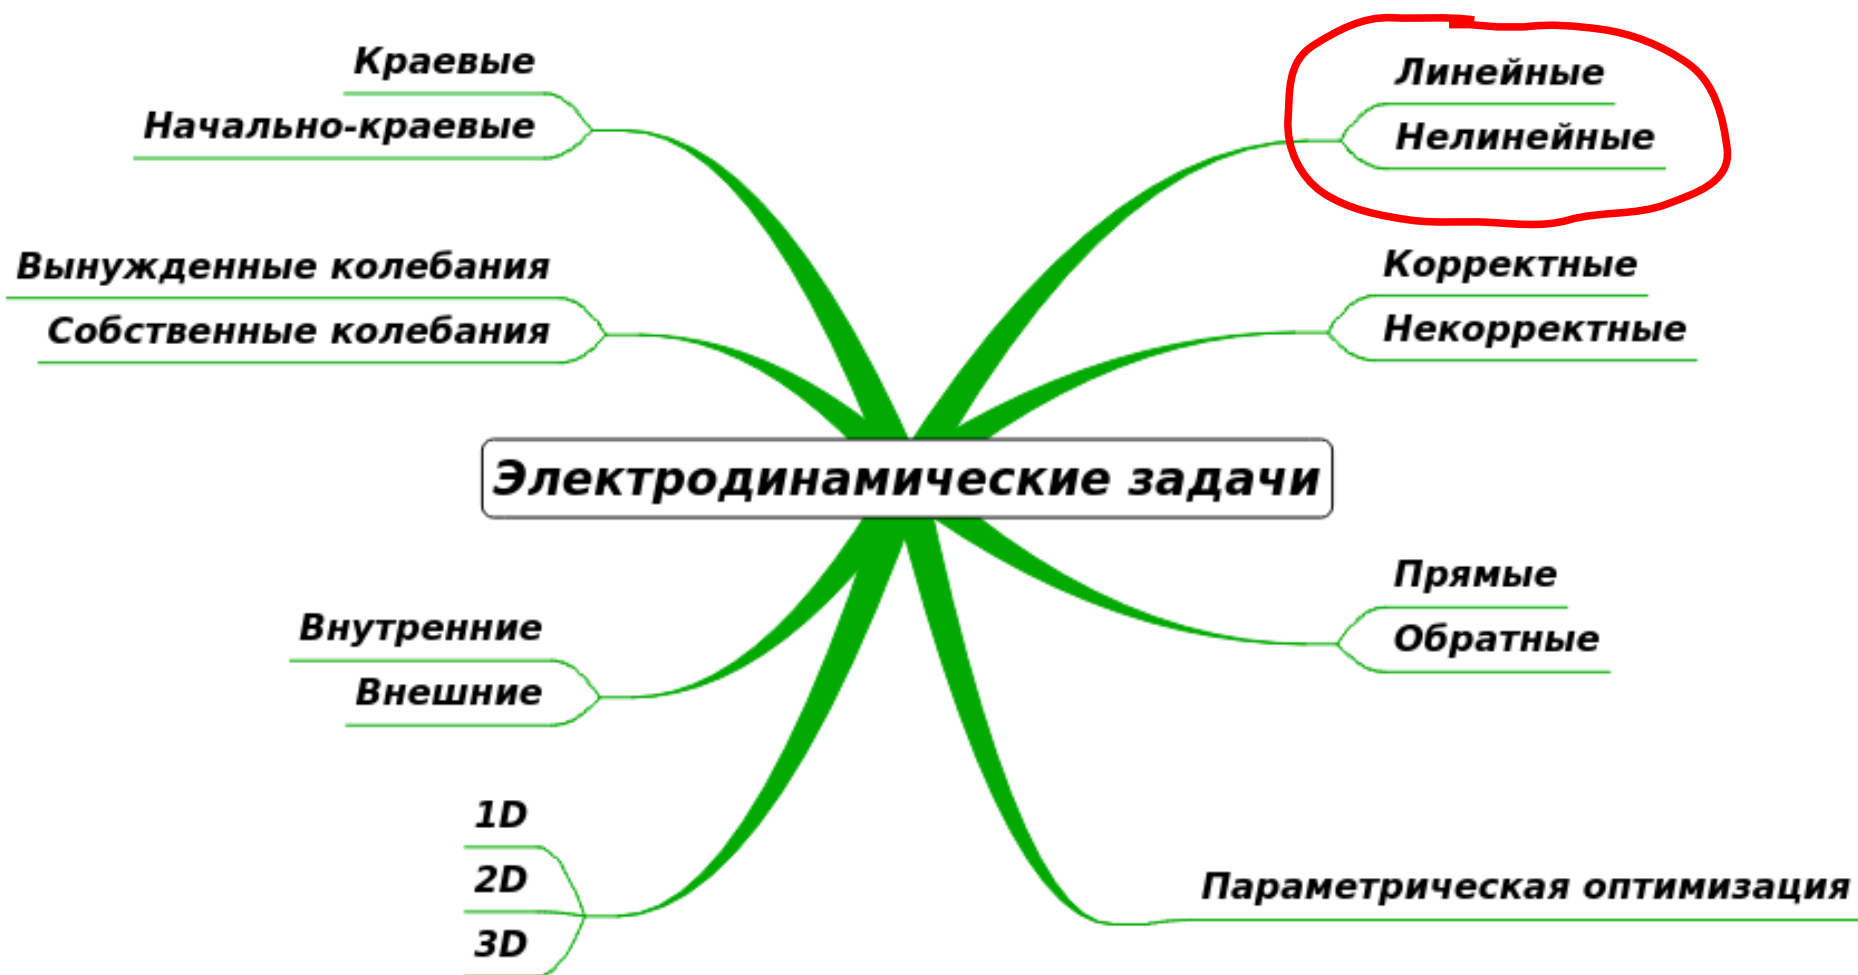 Краевые
Начально-краевые
Вынужденные колебания
Собственные колебания
Линейные
Нелинейные
Корректные
Некорректные
Электродинамические задачи
Внутренние
Внешние
1D
2D
3D
Прямые
Обратные
Параметрическая оптимизация